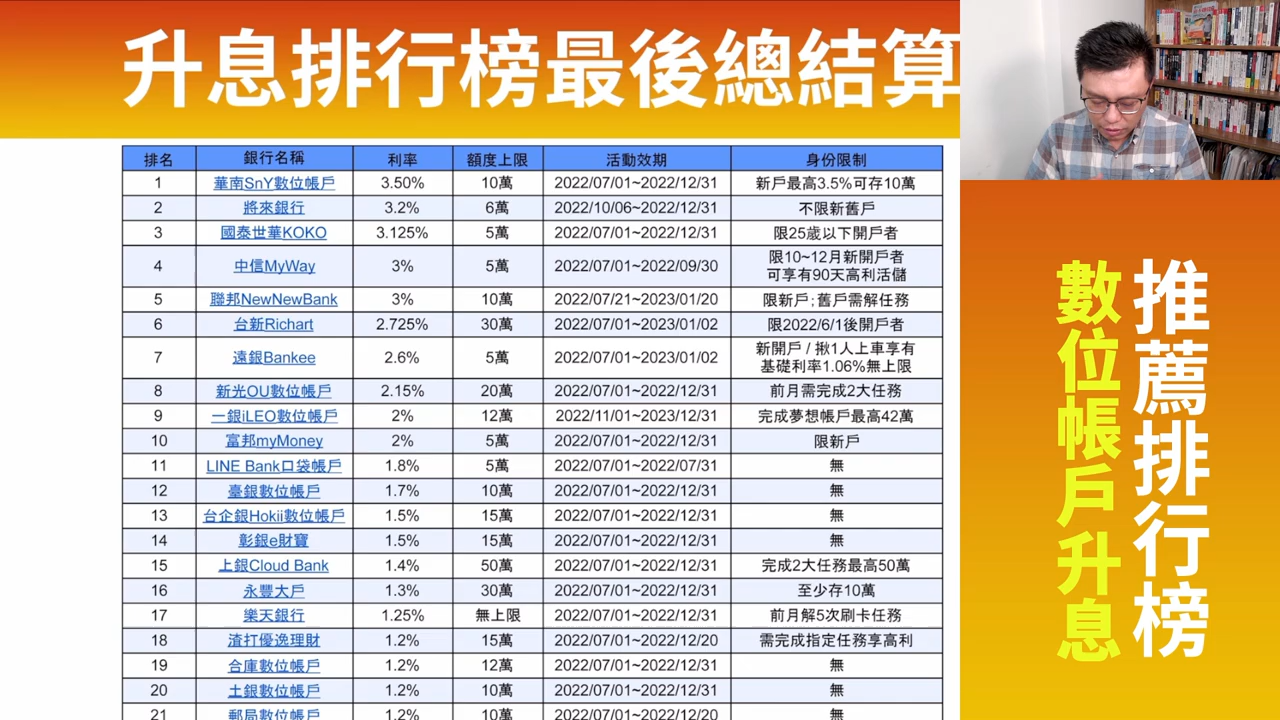 升息排行榜最後總結算
排名 銀行名稱 利率 額度上限 活動效期 身份限制
1 華南SnY數位帳戶 3.50% 10萬 2022/07/01~2022/12/31 新戶最高3.5%可存10萬
2 將來銀行 3.2% 6萬 2022/10/06~2022/12/31 不限新舊戶
3 國泰世華KOKO 3.125% 5萬 2022/07/01~2022/12/31 限25歲以下開戶者
4 中信MyWay 3% 5萬 2022/07/01~2022/09/30 限10~12月新開戶者
可享有90天高利活儲
5 聯邦NewNewBank 3% 10萬 2022/07/21~2023/01/20 限新戶;舊戶需解任務
6 台新Richart 2.725% 30萬 2022/07/01~2023/01/02 限2022/6/1後開戶者
7 遠銀Bankee 2.6% 5萬 2022/07/01~2023/01/02 新開戶 / 揪1人上車享有
基礎利率1.06%無上限
8 新光OU數位帳戶 2.15% 20萬 2022/07/01~2022/12/31 前月需完成2大任務
9 一銀iLEO數位帳戶 2% 12萬 2022/11/01~2023/12/31 完成夢想帳戶最高42萬
10 富邦myMoney 2% 5萬 2022/07/01~2022/12/31 限新戶
11 LINE Bank口袋帳戶 1.8% 5萬 2022/07/01~2022/07/31 無
12 臺銀數位帳戶 1.7% 10萬 2022/07/01~2022/12/31 無
13 台企銀Hokii數位帳戶 1.5% 15萬 2022/07/01~2022/12/31 無
14 彰銀e財寶 1.5% 15萬 2022/07/01~2022/12/31 無
15 上銀Cloud Bank 1.4% 50萬 2022/07/01~2022/12/31 完成2大任務最高50萬
16 永豐大戶 1.3% 30萬 2022/07/01~2022/12/31 至少存10萬
17 樂天銀行 1.25% 無上限 2022/07/01~2022/12/31 前月解5次刷卡任務
18 渣打優逸理財 1.2% 15萬 2022/07/01~2022/12/20 需完成指定任務享高利
19 合庫數位帳戶 1.2% 12萬 2022/07/01~2022/12/31 無
20 土銀數位帳戶 1.2% 10萬 2022/07/01~2022/12/31 無
21 郵局數位帳戶 1.2% 10萬 2022/07/01~2022/12/20 無
推薦排行榜
數位帳戶升息